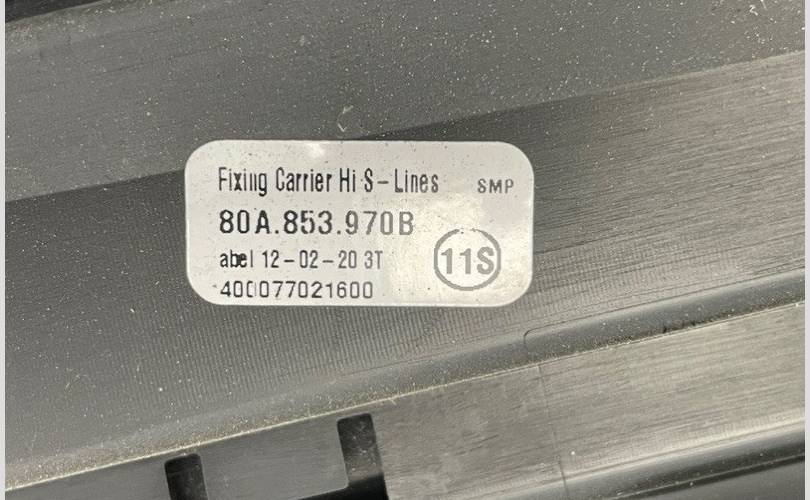 Fixing Carrier Hi S-Lines SMP
80A.853.970B
abel 12-02-20 3T
11S
400077021600